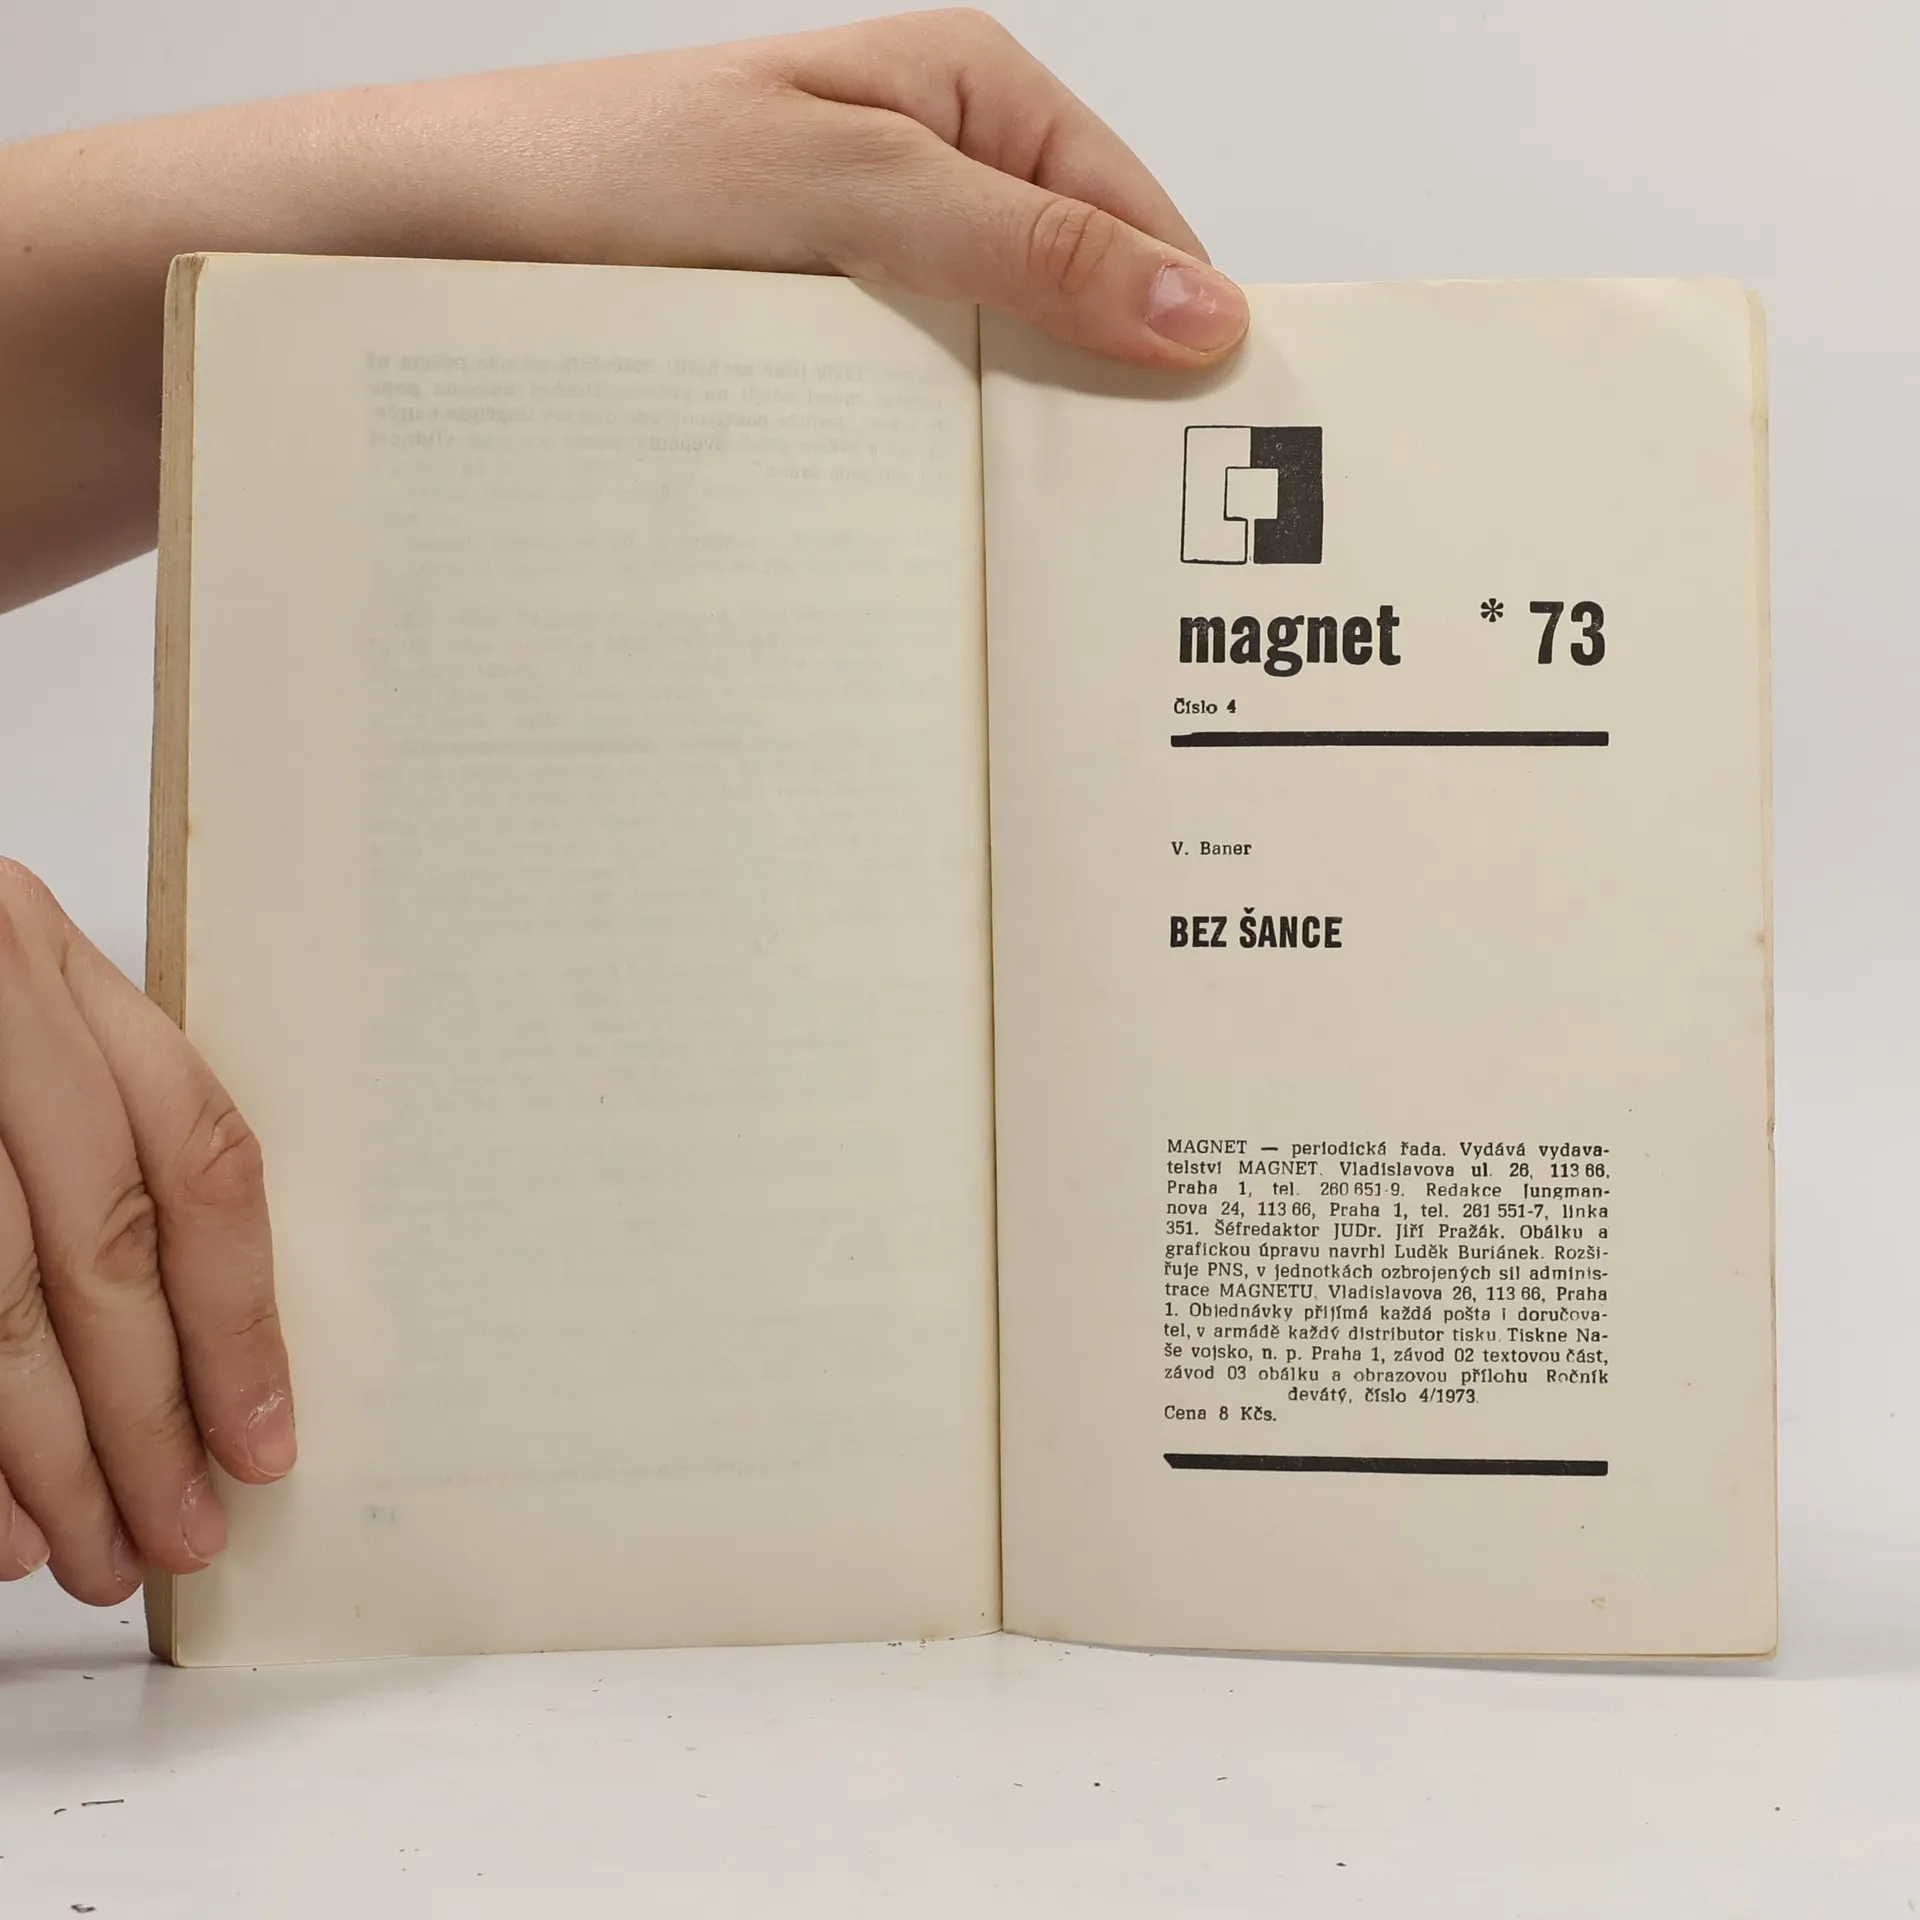 magnet * 73
Číslo 4
V. Baner
BEZ ŠANCE
MAGNET — periodická řada. Vydává vydava-
telství MAGNET, Vladislavova ul. 26, 113 66,
Praha 1, tel. 260 651-9. Redakce Jungman-
nova 24, 113 66, Praha 1, tel. 261 551-7, linka
351. Šéfredaktor JUDr. Jiří Pražák. Obálku a
grafickou úpravu navrhl Luděk Buriánek. Rozši-
řuje PNS, v jednotkách ozbrojených sil adminis-
trace MAGNETU, Vladislavova 26, 113 66, Praha
1. Objednávky přijímá každá pošta i doručova-
tel, v armádě každý distributor tisku. Tiskne Na-
še vojsko, n. p. Praha 1, závod 02 textovou část,
závod 03 obálku a obrazovou přílohu Ročník
devátý, číslo 4/1973.
Cena 8 Kčs.